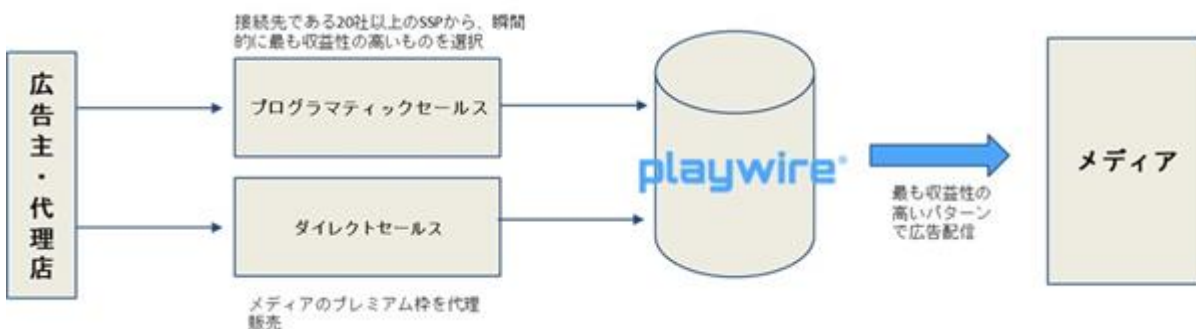 接続先である20社以上のSSPから、瞬間
的に最も収益性の高いものを選択
広告主・代理店
プログラマティックセールス
ダイレクトセールス
メディアのプレミアム枠を代理
販売
playwire®
最も収益性の
高いパターン
で広告配信
メディア